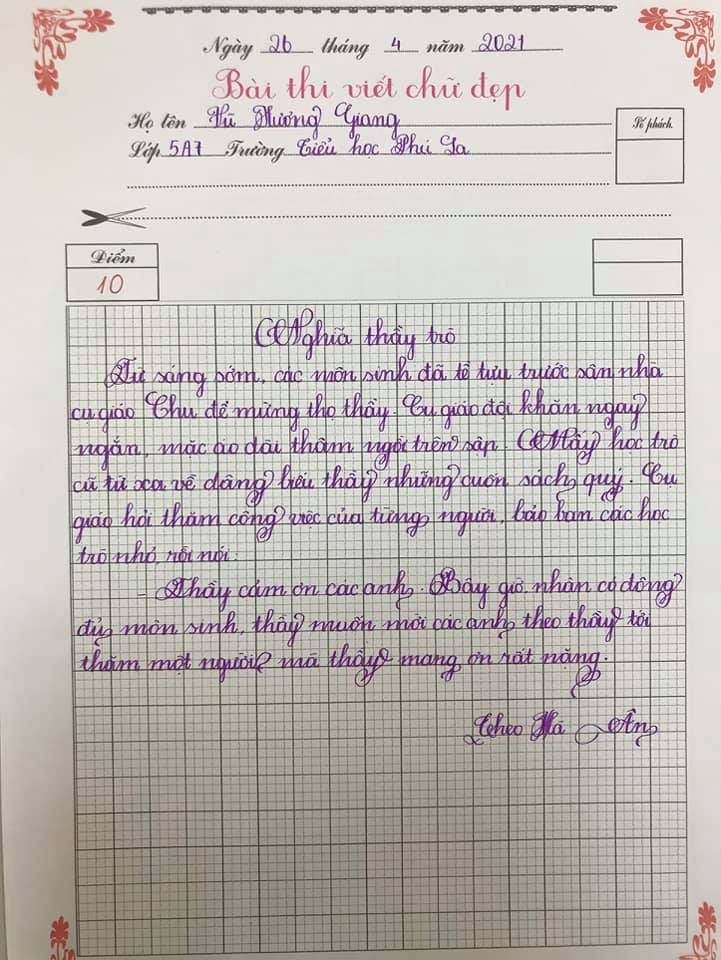 Ngày 26 tháng 4 năm 2021
Bài thi viết chữ đẹp
Họ tên Vũ Hương Giang
Số phách
Lớp 5A7 Trường Tiểu học Phú La
Điểm
10
Nghĩa thầy trò
Từ sáng sớm, các môn sinh đã tề tựu trước sân nhà
cụ giáo Chu để mừng thọ thầy. Cụ giáo đội khăn ngay
ngắn, mặc áo dài thâm ngồi trên sập. Mấy học trò
cũ từ xa về dâng biếu thầy những cuốn sách quý. Cụ
giáo hỏi thăm công việc của từng người, bảo ban các học
trò nhỏ, rồi nói:
- Thầy cảm ơn các anh. Bây giờ, nhân có đông
đủ môn sinh, thầy muốn mời các anh theo thầy tới
thăm một người mà thầy mang ơn rất nặng.
Theo Hà Ân